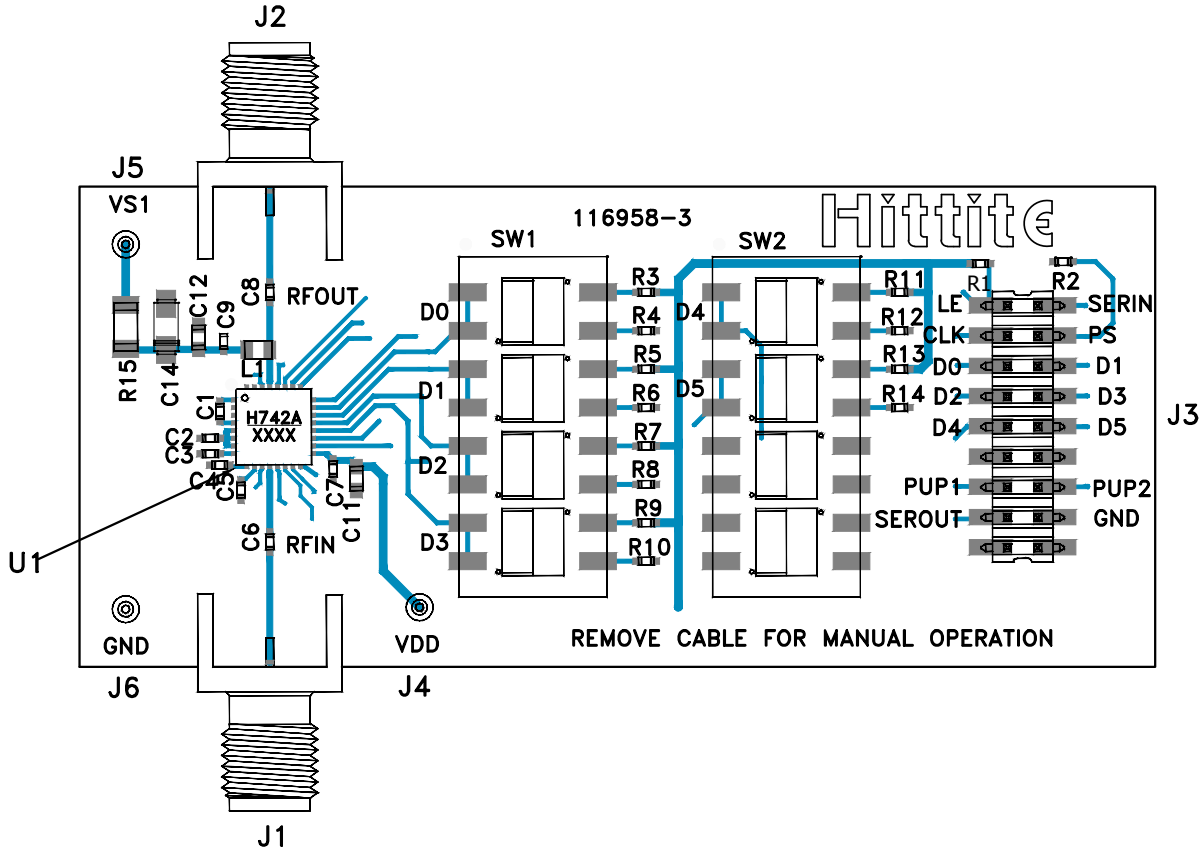 J2
J5
VS1
116958-3
Hittite
SW1
SW2
C12
C9
C8
RFOUT
R15
C14
L1
D0
D1
D2
D3
R3
R4
R5
R6
R7
R8
R9
R10
D4
D5
R11
R12
R13
R14
R1
R2
LE
SERIN
CLK
PS
D0
D1
D2
D3
D4
D5
PUP1
PUP2
SEROUT
GND
J3
C1
C2
C3
C4
C5
H742A
XXXX
C7
C11
C6
RFIN
U1
GND
VDD
REMOVE CABLE FOR MANUAL OPERATION
J6
J4
J1